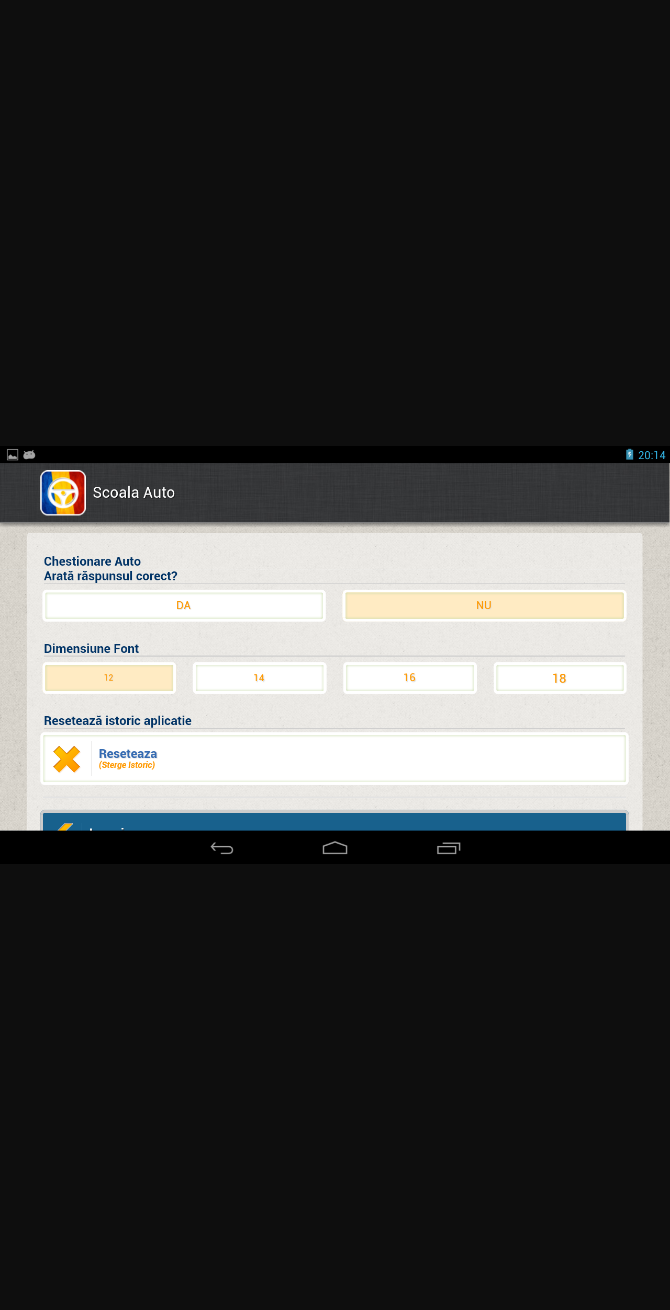 20:14
Scoala Auto
Chestionare Auto
Arată răspunsul corect?
DA
NU
Dimensiune Font
12
14
16
18
Resetează istoric aplicatie
Reseteaza
(Sterge Istoric)